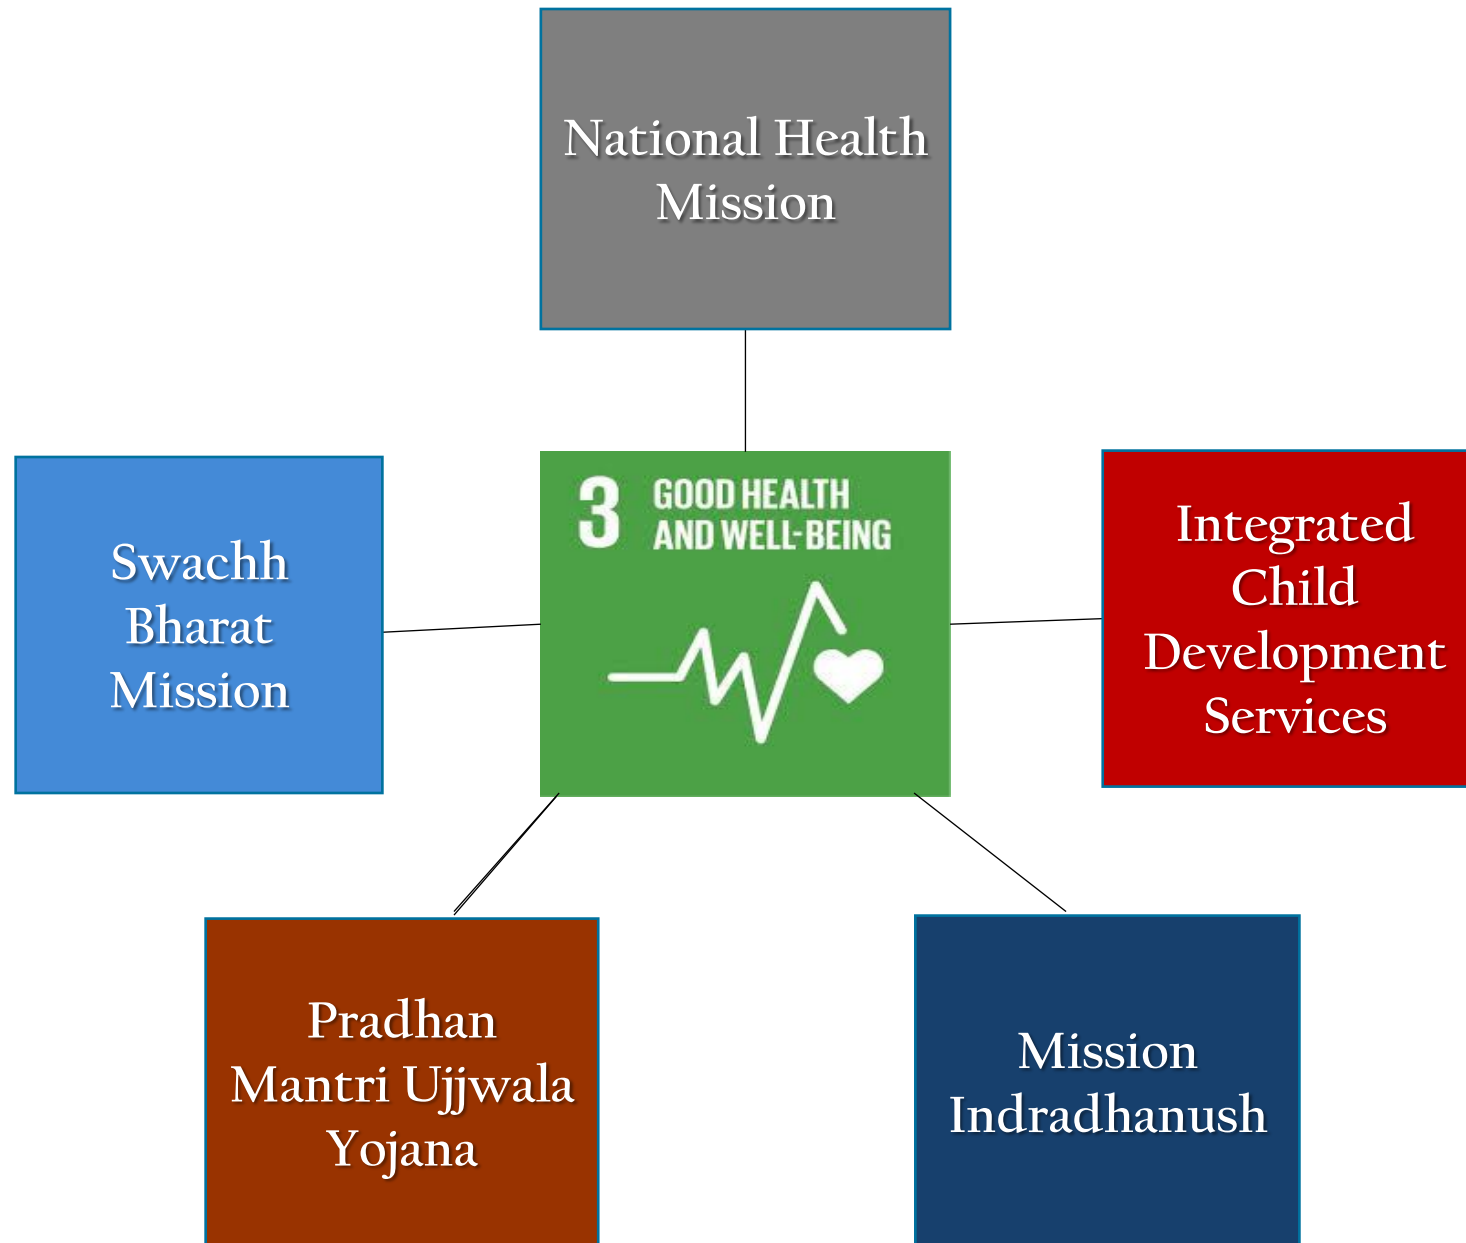 National Health
Mission
3 GOOD HEALTH
AND WELL-BEING
Swachh
Bharat
Mission
Integrated
Child
Development
Services
Pradhan
Mantri Ujjwala
Yojana
Mission
Indradhanush